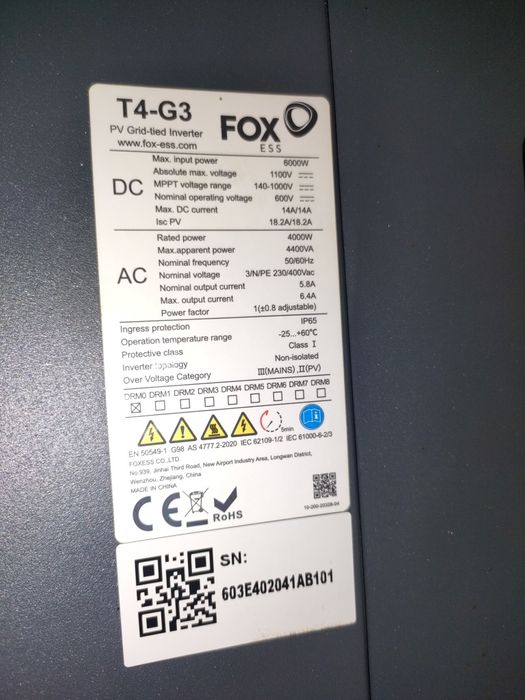 T4-G3
PV Grid-tied Inverter
www.fox-ess.com
FOX
ESS
DC
Max. input power 6000W
Absolute max. voltage 1100V
MPPT voltage range 140-1000V
Nominal operating voltage 600V
Max. DC current 14A/14A
Isc PV 18.2A/18.2A
AC
Rated power 4000W
Max.apparent power 4400VA
Nominal frequency 50/60Hz
Nominal voltage 3/N/PE 230/400Vac
Nominal output current 5.8A
Max. output current 6.4A
Power factor 1(±0.8 adjustable)
Ingress protection IP65
Operation temperature range -25...+60℃
Protective class Class I
Inverter topology Non-isolated
Over Voltage Category III(MAINS) ,II(PV)
DRM0 DRM1 DRM2 DRM3 DRM4 DRM5 DRM6 DRM7 DRM8
5min
EN 50549-1 G98 AS 4777.2-2020 IEC 62109-1/2 IEC 61000-6-2/3
FOXESS CO.,LTD
No.939, Jinhai Third Road, New Airport Industry Area, Longwan District,
Wenzhou, Zhejiang, China
MADE IN CHINA
CE
RoHS
SN:
603E402041AB101